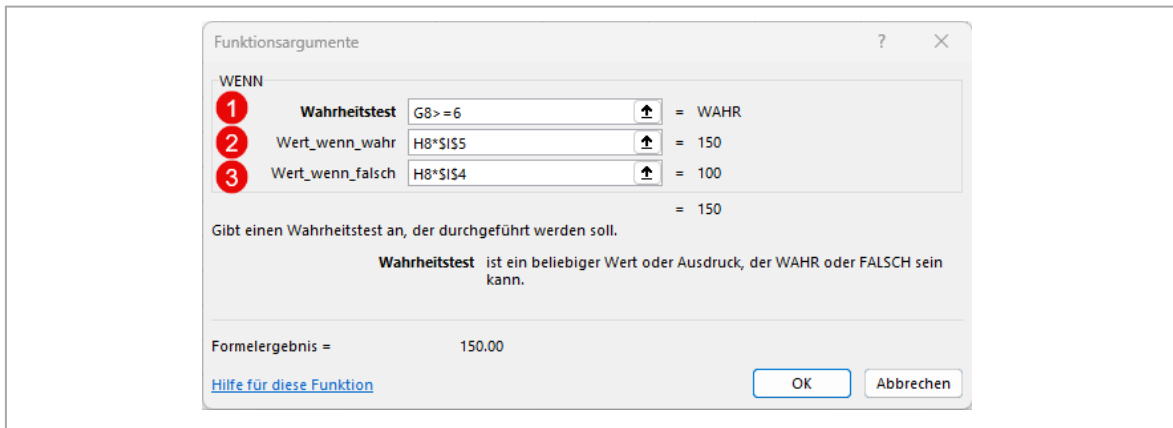 Funktionsargumente ? ×
WENN
1 Wahrheitstest G8>=6 = WAHR
2 Wert_wenn_wahr H8*$I$5 = 150
3 Wert_wenn_falsch H8*$I$4 = 100
= 150
Gibt einen Wahrheitstest an, der durchgeführt werden soll.
Wahrheitstest ist ein beliebiger Wert oder Ausdruck, der WAHR oder FALSCH sein
kann.
Formelergebnis = 150.00
Hilfe für diese Funktion OK Abbrechen